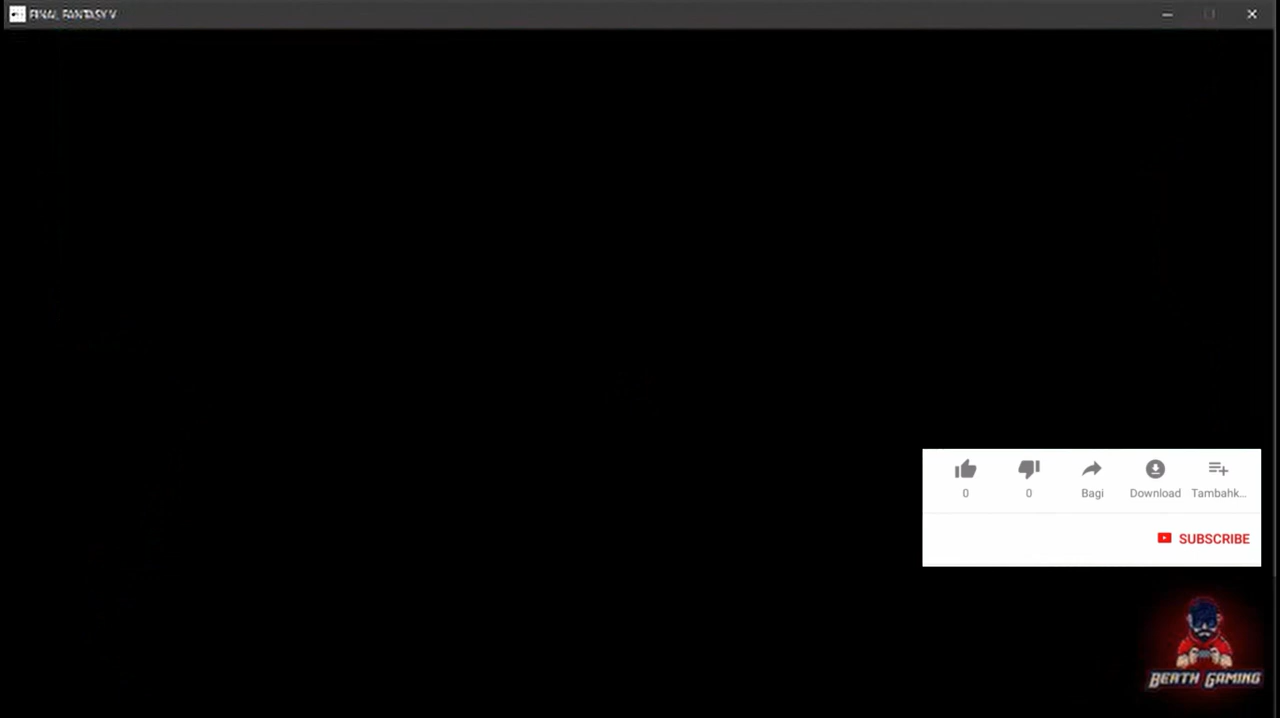 FINAL FANTASY V
0 0 Bagi Download Tambahk...
SUBSCRIBE
BEATH GAMING